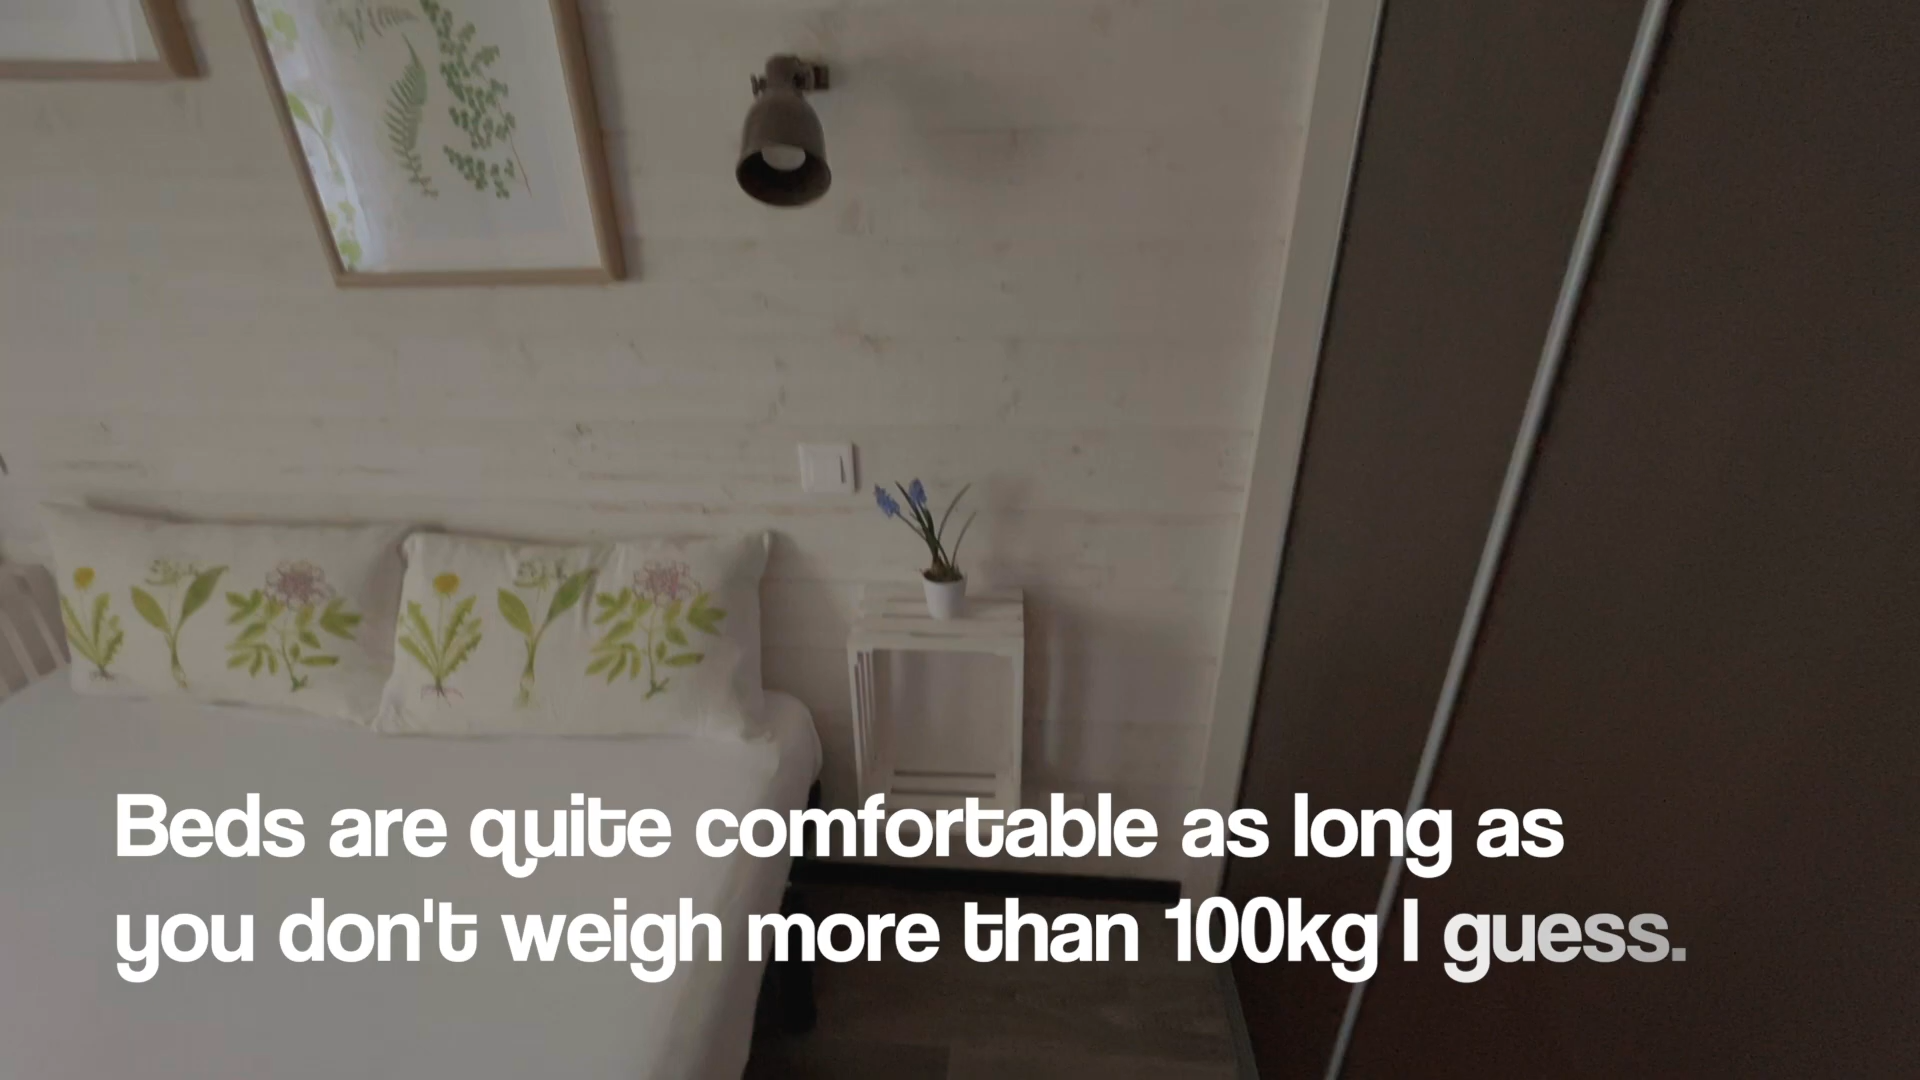 Beds are quite comfortable as long as
you don't weigh more than 100kg I guess.